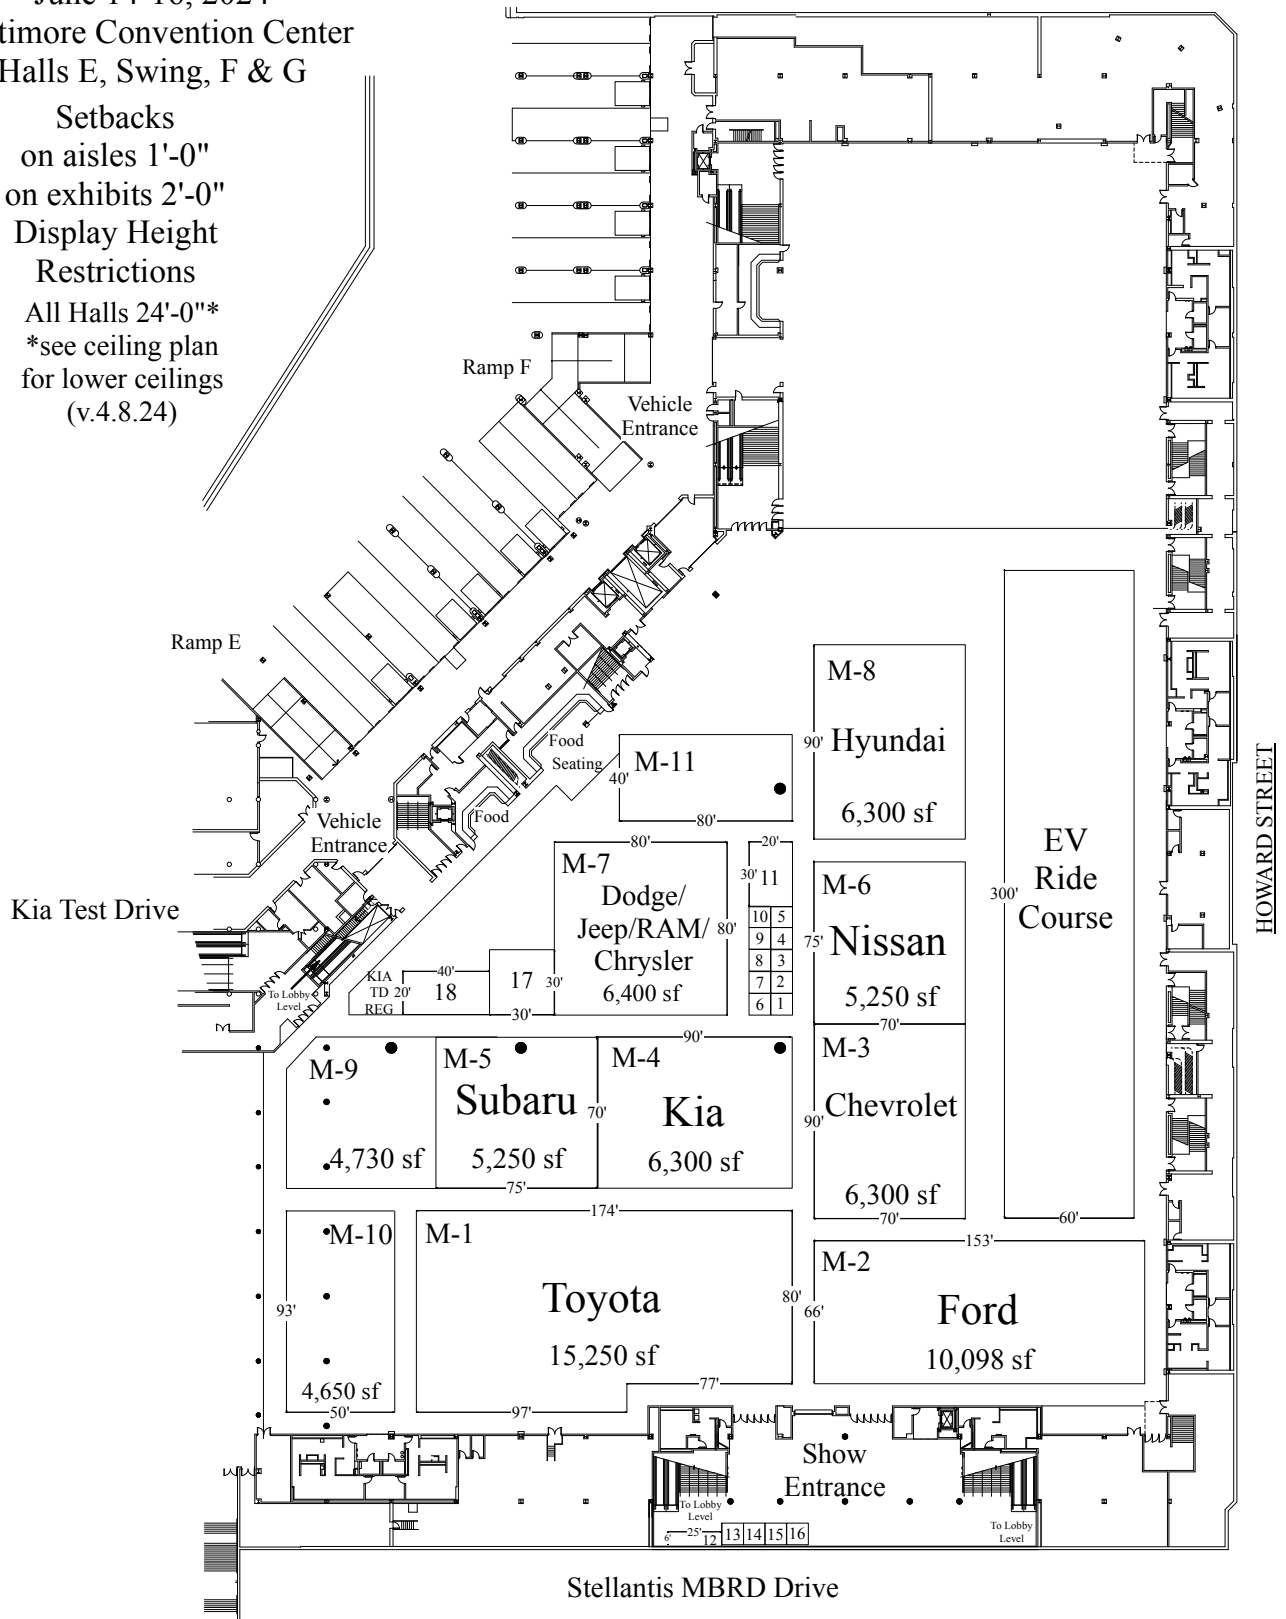 June 14-16, 2024
timore Convention Center
Halls E, Swing, F & G
Setbacks
on aisles 1'-0"
on exhibits 2'-0"
Display Height
Restrictions
All Halls 24'-0"*
*see ceiling plan
for lower ceilings
(v.4.8.24)
Ramp F
Vehicle
Entrance
Ramp E
Vehicle
Entrance
Kia Test Drive
To Lobby
Level
Food
Seating
Food
M-11
40'
80'
M-8
90'
Hyundai
6,300 sf
EV
Ride
Course
300'
60'
HOWARD STREET
80'
M-7
Dodge/
Jeep/RAM/
Chrysler
6,400 sf
80'
20'
30'
11
10 5
9 4
8 3
7 2
6 1
M-6
75'
Nissan
5,250 sf
70'
KIA
TD
REG
20'
40'
18
17
30'
30'
M-9
4,730 sf
M-5
Subaru
5,250 sf
75'
70'
90'
M-4
Kia
6,300 sf
M-3
Chevrolet
90'
6,300 sf
70'
M-10
93'
4,650 sf
50'
174'
M-1
Toyota
15,250 sf
80'
77'
97'
153'
M-2
66'
Ford
10,098 sf
Show
Entrance
To Lobby
Level
To Lobby
Level
6'
25'
12 13 14 15 16
Stellantis MBRD Drive